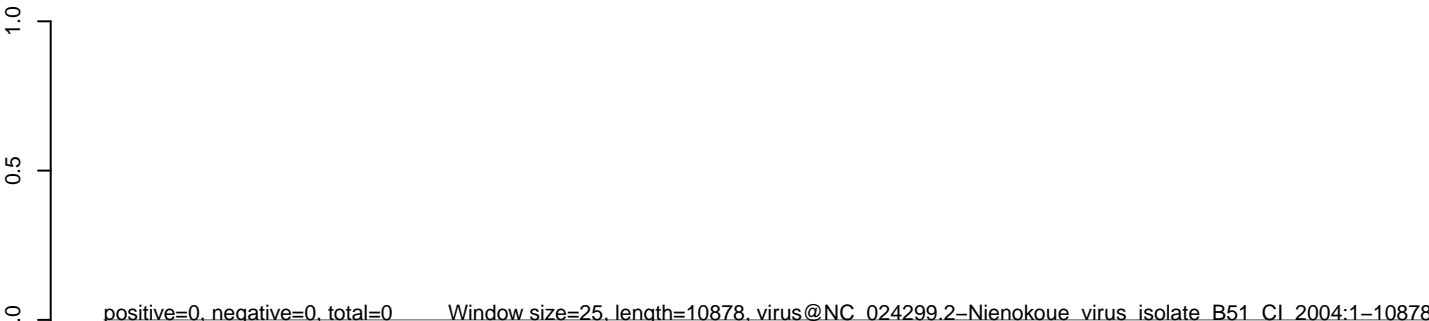 1.0
0.5
.0
positive=0, negative=0, total=0 Window size=25, length=10878, virus@NC_024299.2−Nienokoue_virus_isolate_B51_CI_2004:1−10878